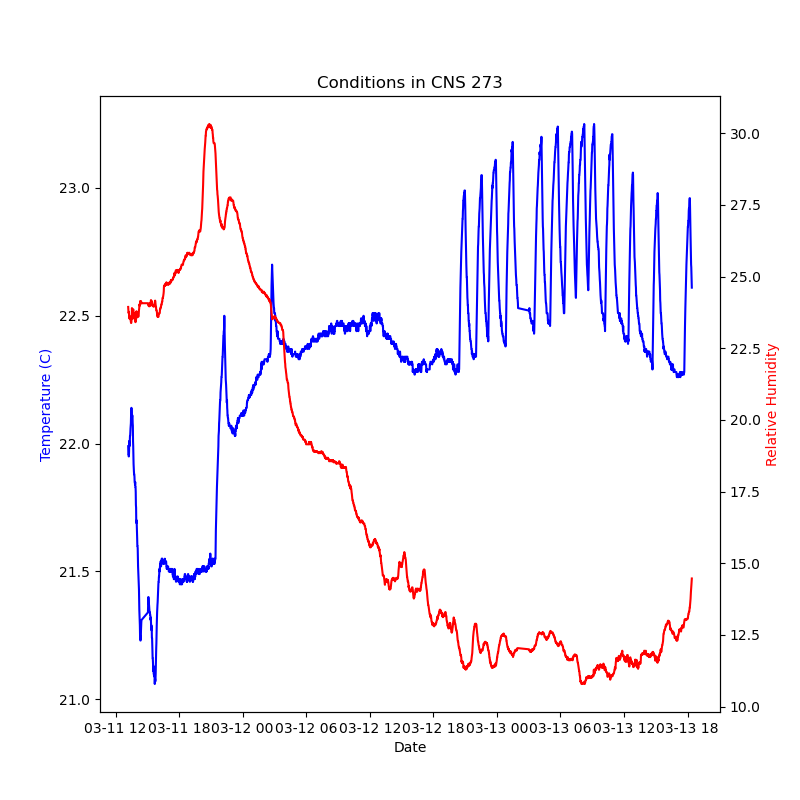 Conditions in CNS 273
23.0
22.5
22.0
21.5
21.0
Temperature (C)
30.0
27.5
25.0
22.5
20.0
17.5
15.0
12.5
10.0
Relative Humidity
03-11 12 03-11 18 03-12 00 03-12 06 03-12 12 03-12 18 03-13 00 03-13 06 03-13 12 03-13 18
Date